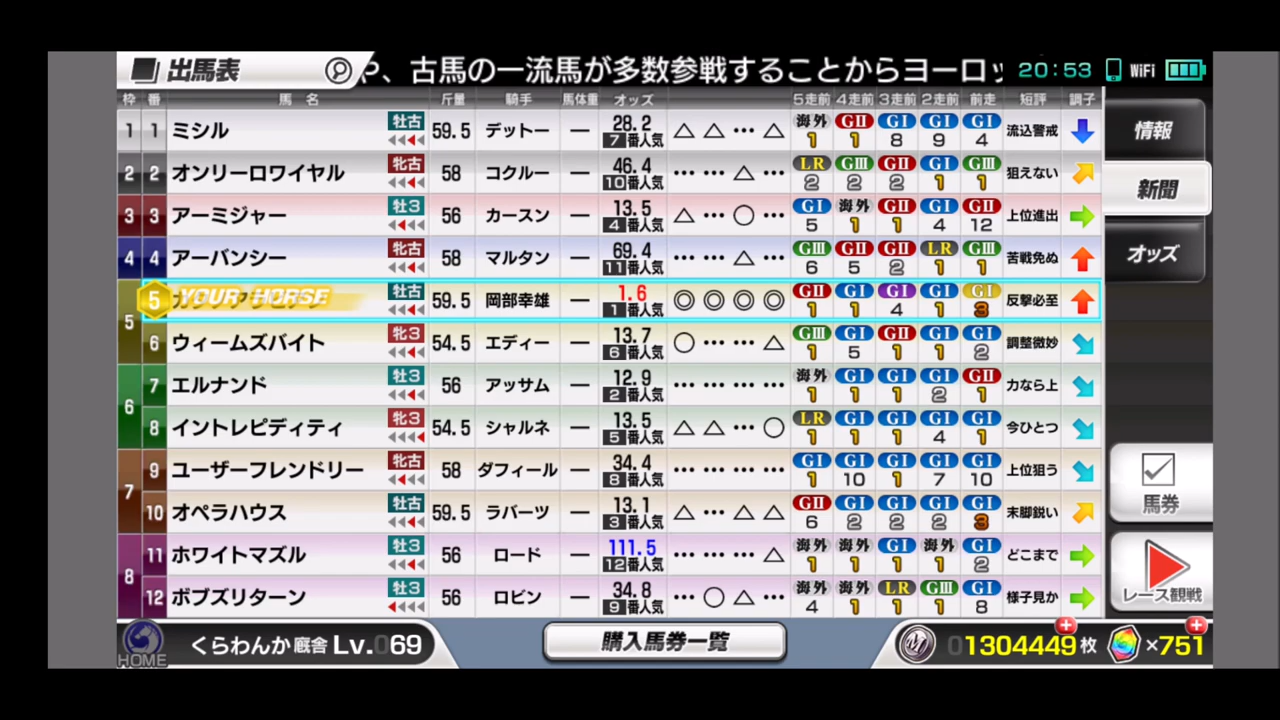 出馬表 P、古馬の一流馬が多数参戦することからヨーロッ 20:53 WiFi
枠 番 馬 名 斤量 騎手 馬体重 オッズ 5走前 4走前 3走前 2走前 前走 短評 調子
1 1 ミシル 牡古 59.5 デットー — 28.2 7番人気 △ △ … △ 海外 1 GII 1 GI 8 GI 9 GI 4 流込警戒
2 2 オンリーロワイヤル 牝古 58 コクルー — 46.4 10番人気 … … △ … LR 2 GIII 2 GII 2 GI 1 GIII 1 狙えない
3 3 アーミジャー 牡3 56 カースン — 13.5 4番人気 △ … ○ … GI 5 海外 1 GII 1 GI 4 GII 12 上位進出
4 4 アーバンシー 牝古 58 マルタン — 69.4 11番人気 … … △ … GIII 6 GII 5 GII 2 LR 1 GIII 1 苦戦免ぬ
5 5 YOUR HORSE 牡古 59.5 岡部幸雄 — 1.6 1番人気 ◎ ◎ ◎ ◎ GII 1 GI 1 GI 4 GI 1 GI 3 反撃必至
6 ウィームズバイト 牝3 54.5 エディー — 13.7 6番人気 ○ … … △ GIII 1 GI 5 GII 1 GI 1 GI 2 調整微妙
6 7 エルナンド 牡3 56 アッサム — 12.9 2番人気 … … … … 海外 1 GI 1 GI 1 GI 2 GII 1 力なら上
8 イントレピディティ 牝3 54.5 シャルネ — 13.5 5番人気 △ △ … ○ LR 1 GI 1 GI 1 GI 4 GI 1 今ひとつ
7 9 ユーザーフレンドリー 牝古 58 ダフィール — 34.4 8番人気 … … … … GI 1 GI 10 GI 1 GI 7 GI 10 上位狙う
10 オペラハウス 牡古 59.5 ラバーツ — 13.1 3番人気 △ … △ △ GII 6 GI 2 GI 2 GI 2 GI 3 末脚鋭い
8 11 ホワイトマズル 牡3 56 ロード — 111.5 12番人気 … … … △ 海外 1 海外 1 GI 1 海外 1 GI 2 どこまで
12 ボブズリターン 牡3 56 ロビン — 34.8 9番人気 … ○ △ … 海外 4 海外 1 LR 1 GIII 1 GI 8 様子見か
情報
新聞
オッズ
馬券
レース観戦
HOME くらわんか厩舎 Lv.069 購入馬券一覧 01304449枚 ×751